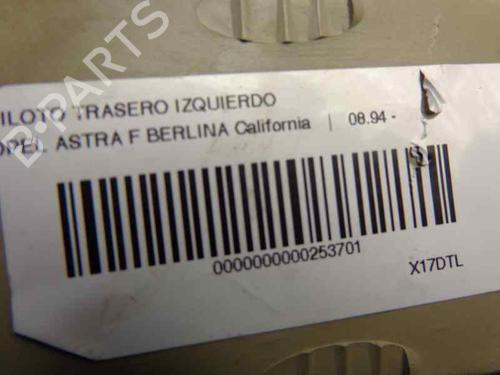 B-PARTS
ILOTO TRASERO IZQUIERDO
OPEL ASTRA F BERLINA California | 08.94 -
0000000000253701
X17DTL